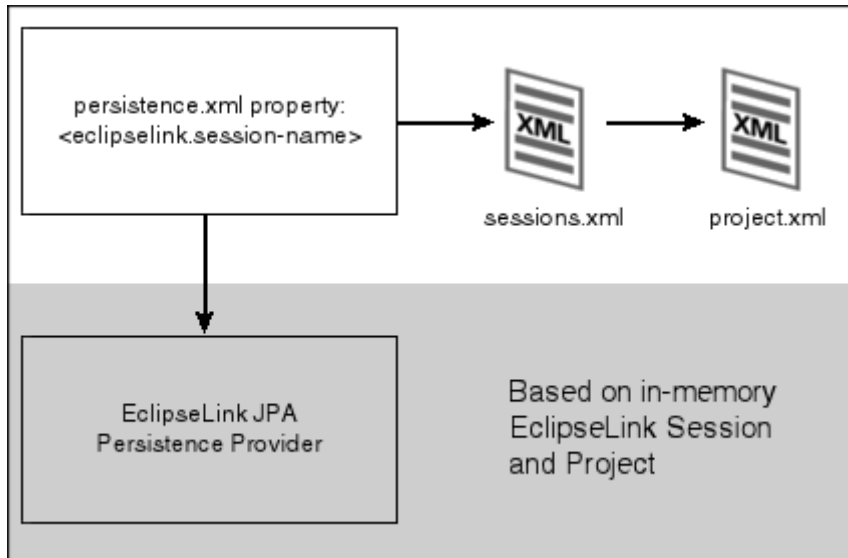 persistence.xml property:
<eclipselink.session-name>
XML
XML
sessions.xml
project.xml
EclipseLink JPA
Persistence Provider
Based on in-memory
EclipseLink Session
and Project